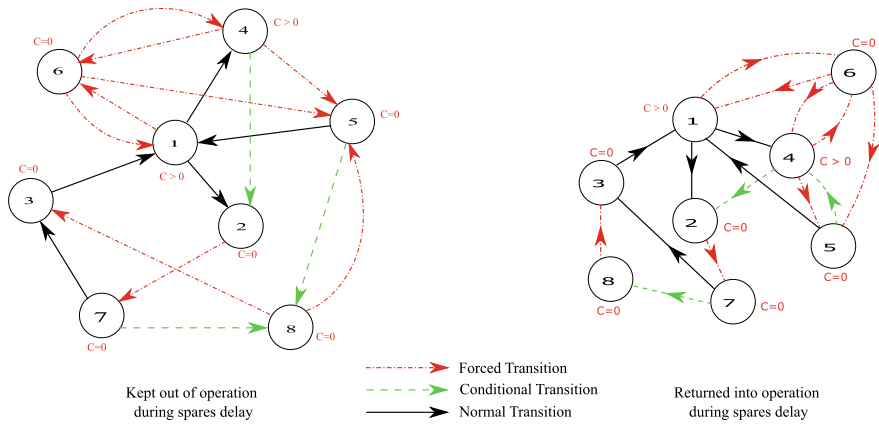 C=0
4
C > 0
6
5
C=0
1
C > 0
C=0
3
2
C=0
7
C=0
8
C=0
C=0
6
C > 0
1
C=0
3
4
C > 0
2
C=0
5
C=0
8
C=0
7
C=0
Forced Transition
Conditional Transition
Normal Transition
Kept out of operation
during spares delay
Returned into operation
during spares delay